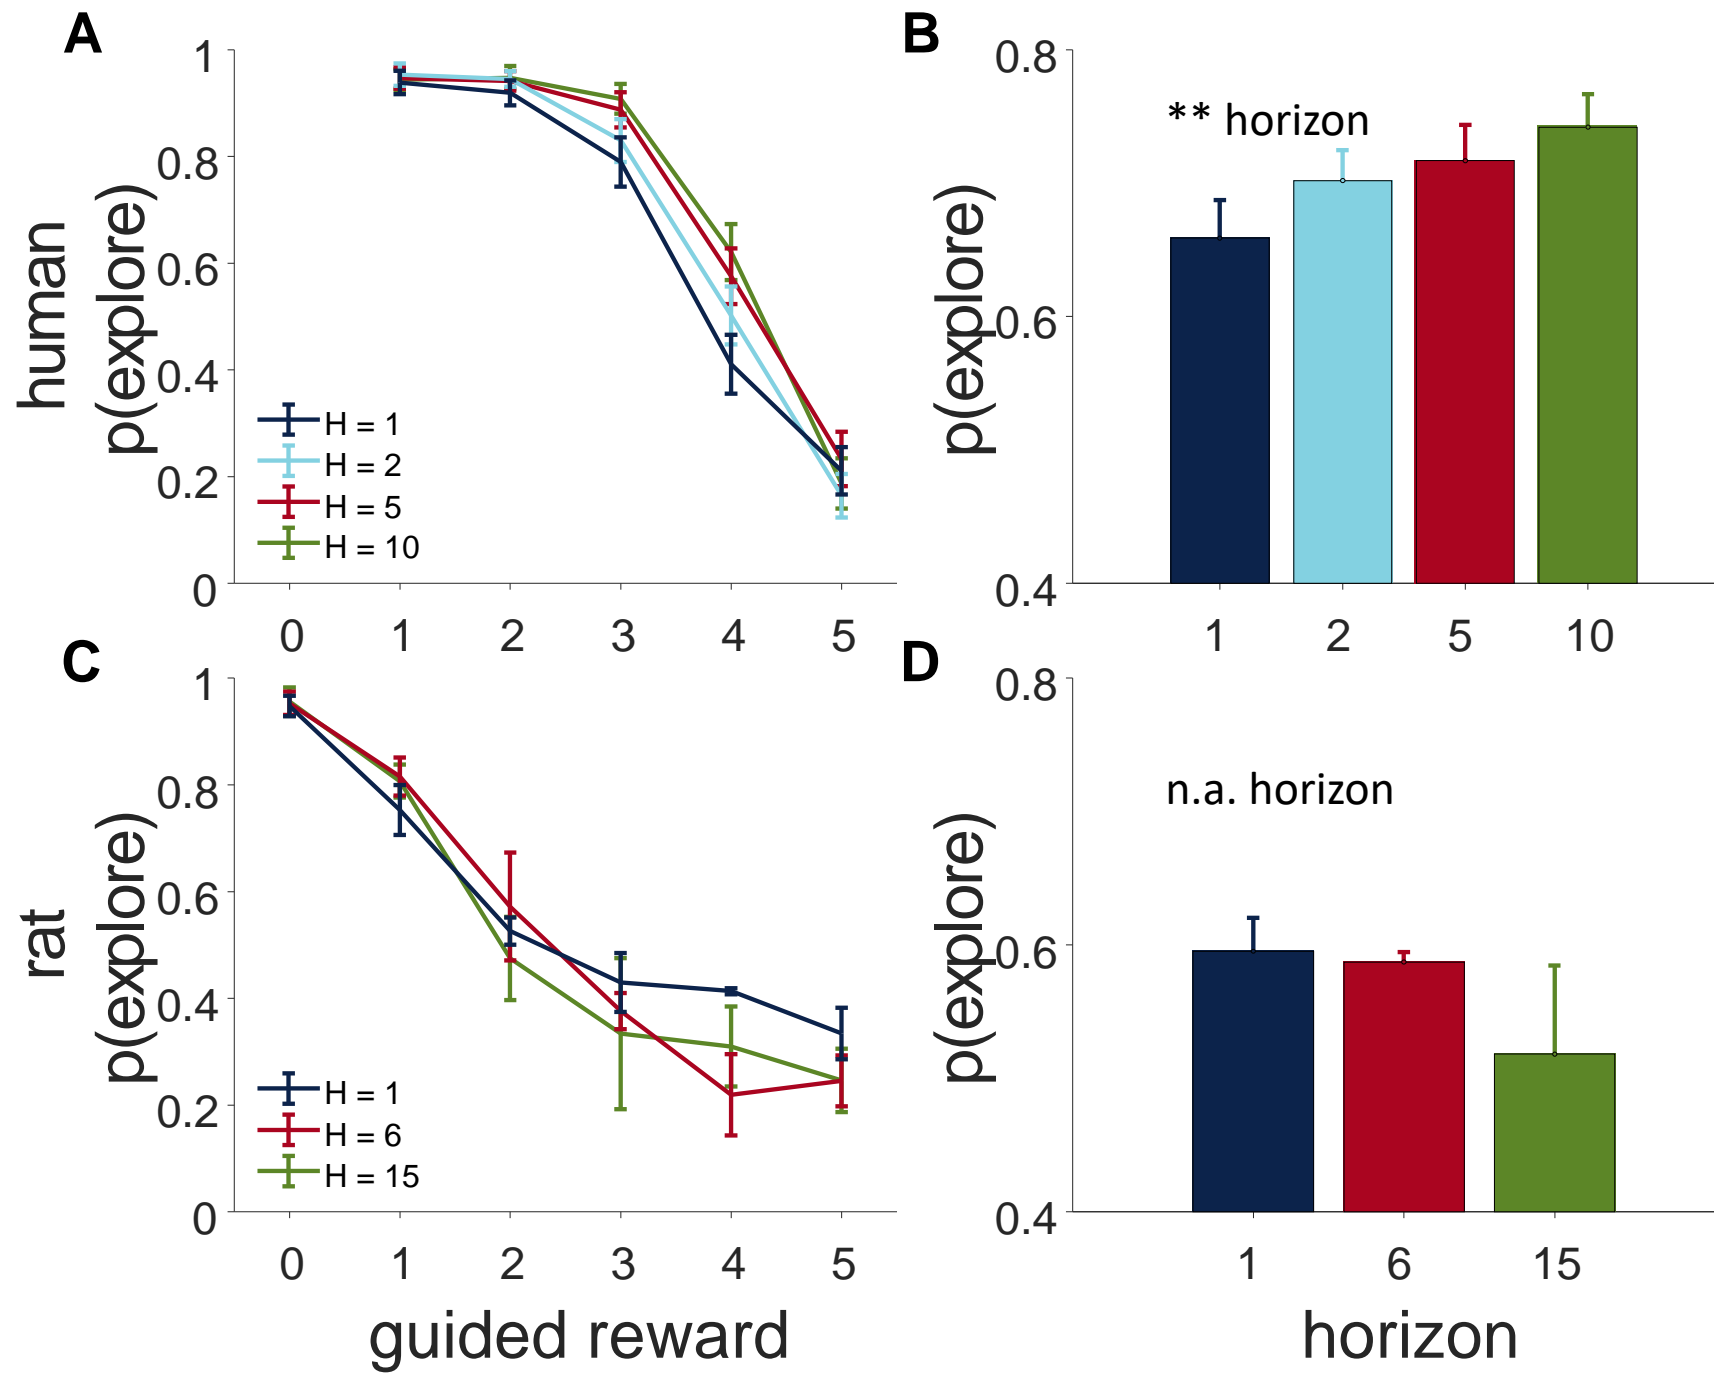 A
human
p(explore)
1
0.8
0.6
0.4
0.2
0
H = 1
H = 2
H = 5
H = 10
0 1 2 3 4 5
B
p(explore)
0.8
0.6
0.4
** horizon
1 2 5 10
C
rat
p(explore)
1
0.8
0.6
0.4
0.2
0
H = 1
H = 6
H = 15
0 1 2 3 4 5
guided reward
D
p(explore)
0.8
0.6
0.4
n.a. horizon
1 6 15
horizon